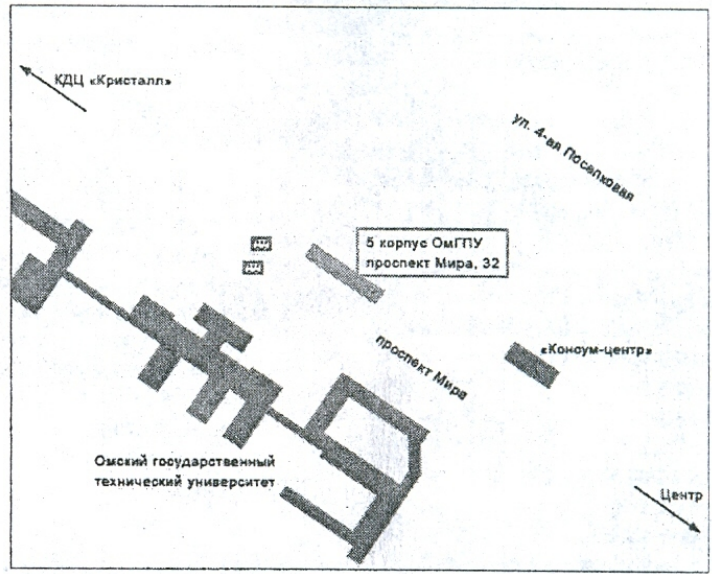 КДЦ «Кристалл»
ул. 4-ая Поселковая
5 корпус ОмГПУ
проспект Мира, 32
«Консум-центр»
проспект Мира
Омский государственный
технический университет
Центр